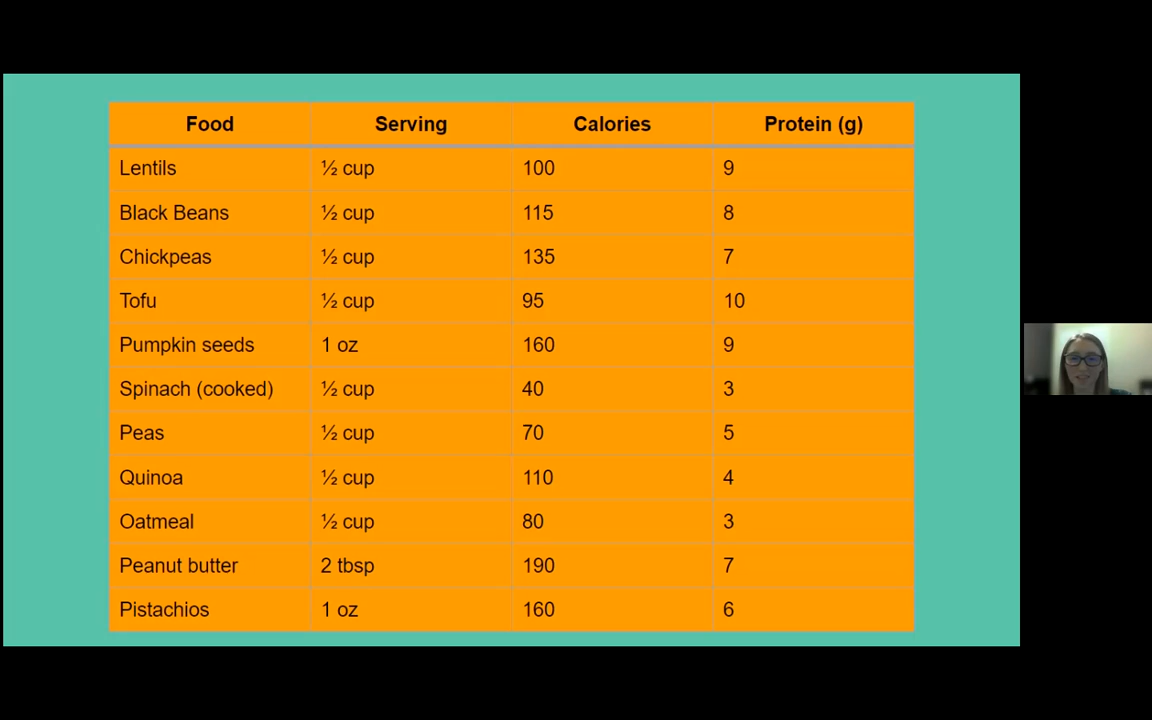 Food Serving Calories Protein (g)
Lentils ½ cup 100 9
Black Beans ½ cup 115 8
Chickpeas ½ cup 135 7
Tofu ½ cup 95 10
Pumpkin seeds 1 oz 160 9
Spinach (cooked) ½ cup 40 3
Peas ½ cup 70 5
Quinoa ½ cup 110 4
Oatmeal ½ cup 80 3
Peanut butter 2 tbsp 190 7
Pistachios 1 oz 160 6